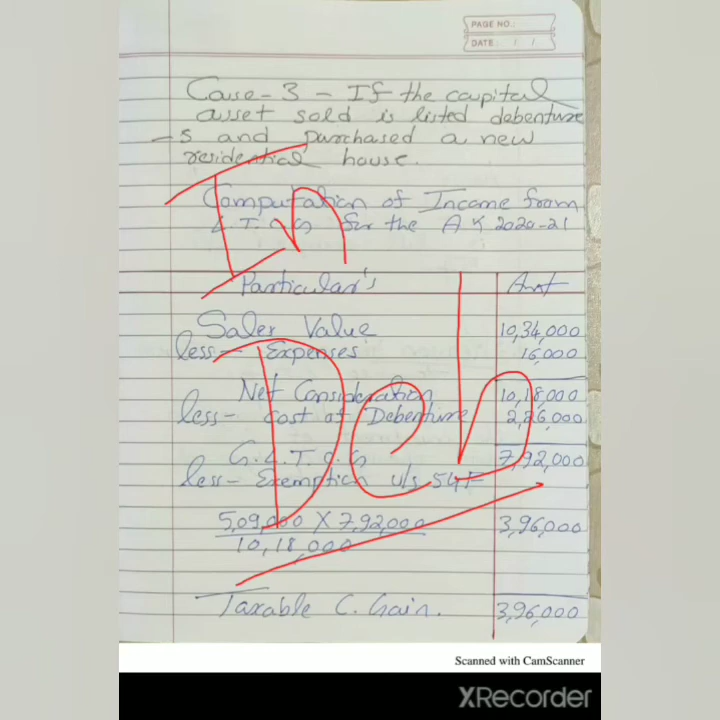 PAGE NO.:
DATE: / /
Case-3 - If the capital
asset sold is listed debenture
-s and purchased a new
residential house.
Computation of Income from
L.T.C.G for the A Y 2020-21
Particular's Amt
Sales Value 10,34,000
less- Expenses 16,000
Net Consideration 10,18,000
less- Cost of Debenture 2,26,000
G.L.T.C.G 7,92,000
less- Exemption u/s 54F
5,09,000 X 7,92,000 3,96,000
10,18,000
Taxable C. Gain. 3,96,000
In
Deb
Scanned with CamScanner
XRecorder